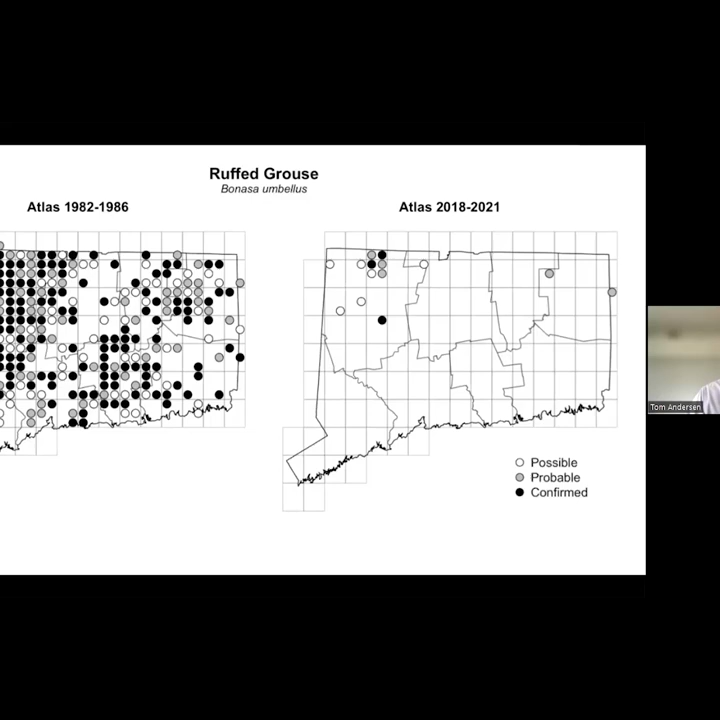 Ruffed Grouse
Bonasa umbellus
Atlas 1982-1986
Atlas 2018-2021
Possible
Probable
Confirmed
Tom Andersen